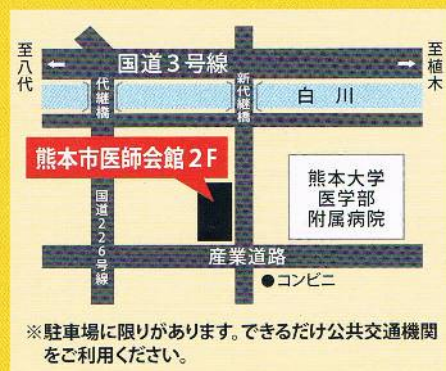 至八代
国道3号線
至植木
代継橋
新代継橋
白川
熊本市医師会館2F
国道226号線
熊本大学
医学部
附属病院
産業道路
●コンビニ
※駐車場に限りがあります。できるだけ公共交通機関
をご利用ください。